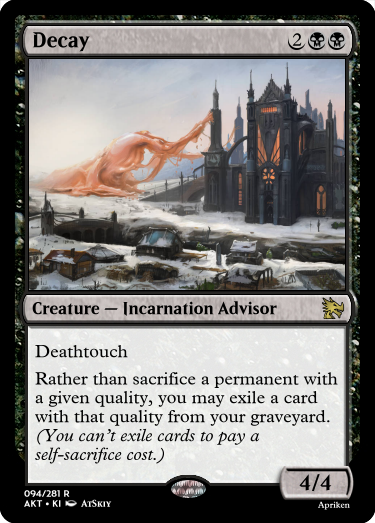 Decay 2
Creature — Incarnation Advisor
Deathtouch
Rather than sacrifice a permanent with
a given quality, you may exile a card
with that quality from your graveyard.
(You can't exile cards to pay a
self-sacrifice cost.)
4/4
094/281 R
AKT • KI ATSKIY
Apriken